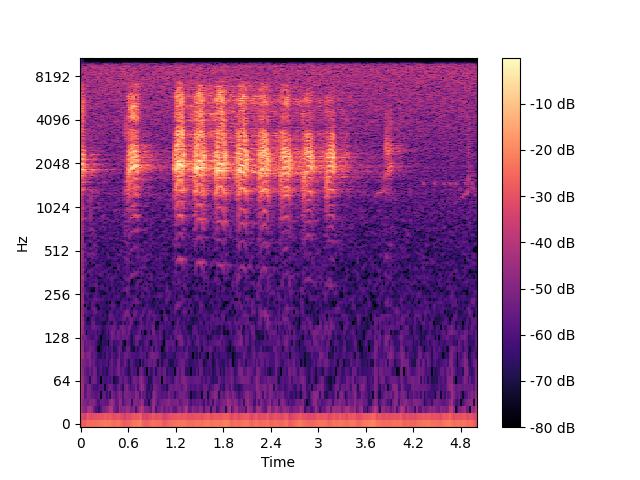 8192
4096
2048
1024
512
256
128
64
0
Hz
0 0.6 1.2 1.8 2.4 3 3.6 4.2 4.8
Time
-10 dB
-20 dB
-30 dB
-40 dB
-50 dB
-60 dB
-70 dB
-80 dB